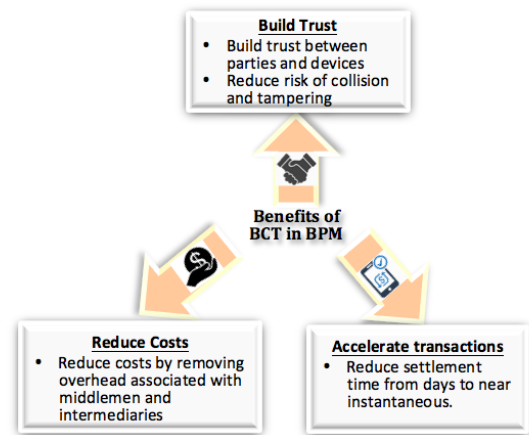 Build Trust
• Build trust between
parties and devices
• Reduce risk of collision
and tampering
Benefits of
BCT in BPM
Reduce Costs
• Reduce costs by removing
overhead associated with
middlemen and
intermediaries
Accelerate transactions
• Reduce settlement
time from days to near
instantaneous.